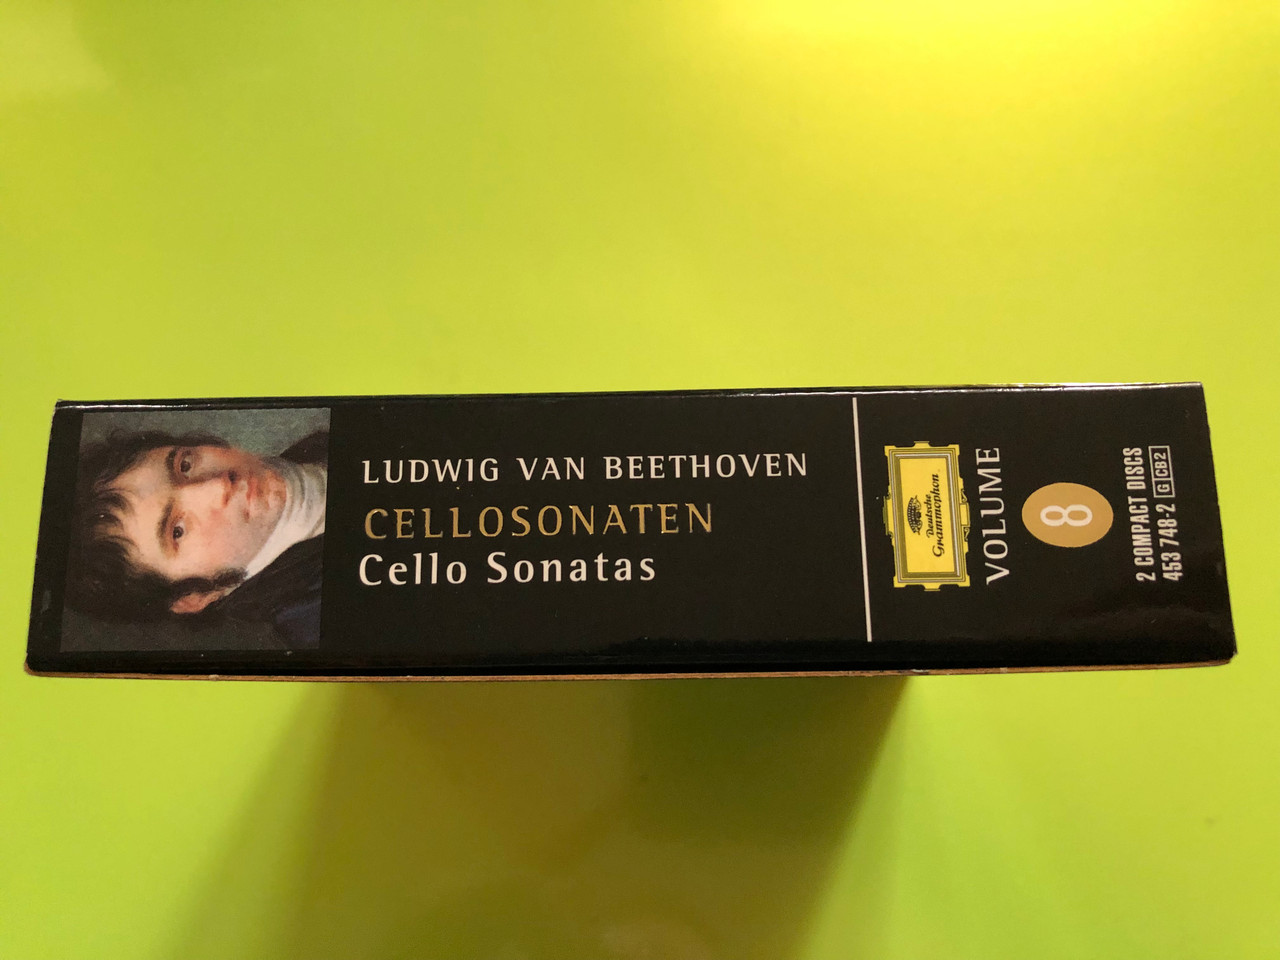 LUDWIG VAN BEETHOVEN
CELLOSONATEN
Cello Sonatas
Deutsche
Grammophon
VOLUME
8
2 COMPACT DISCS
453 748-2 G CB2